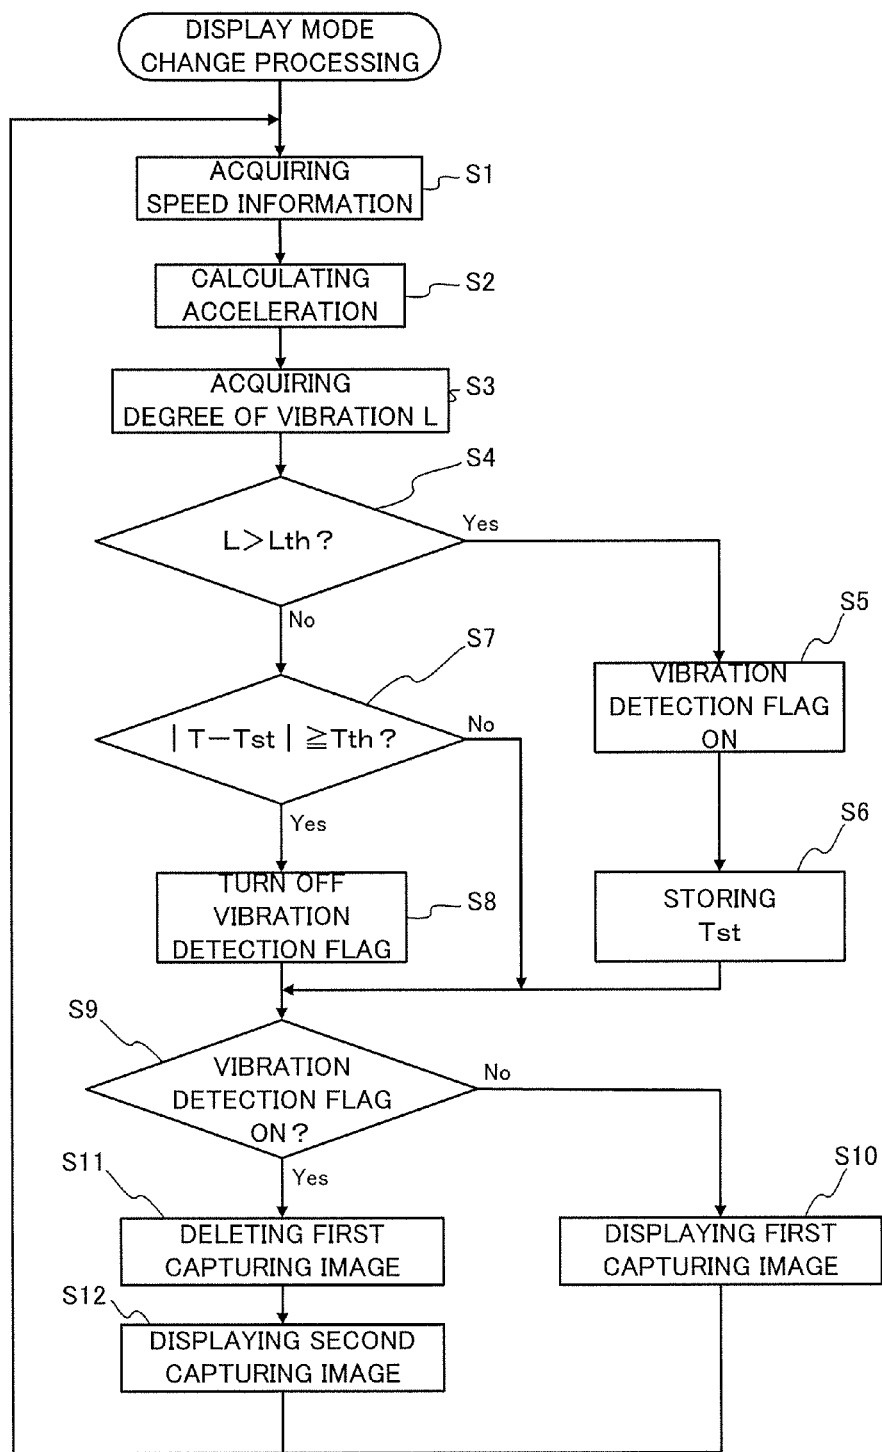 DISPLAY MODE
CHANGE PROCESSING
ACQUIRING
SPEED INFORMATION
S1
CALCULATING
ACCELERATION
S2
ACQUIRING
DEGREE OF VIBRATION L
S3
S4
L>Lth?
Yes
No
S5
VIBRATION
DETECTION FLAG
ON
S7
|T−Tst|≧Tth?
No
Yes
S6
STORING
Tst
TURN OFF
VIBRATION
DETECTION FLAG
S8
S9
VIBRATION
DETECTION FLAG
ON?
No
Yes
S11
DELETING FIRST
CAPTURING IMAGE
S10
DISPLAYING FIRST
CAPTURING IMAGE
S12
DISPLAYING SECOND
CAPTURING IMAGE